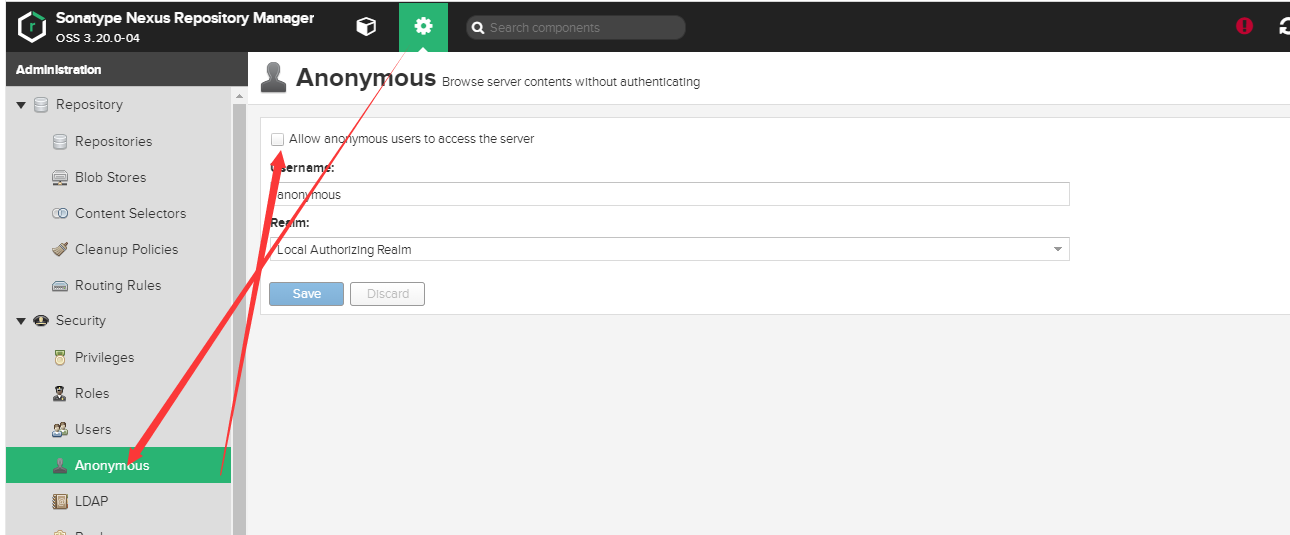 Sonatype Nexus Repository Manager
OSS 3.20.0-04
Search components
Administration
Anonymous Browse server contents without authenticating
Repository
Repositories
Blob Stores
Content Selectors
Cleanup Policies
Routing Rules
Security
Privileges
Roles
Users
Anonymous
LDAP
Allow anonymous users to access the server
Username:
anonymous
Realm:
Local Authorizing Realm
Save Discard